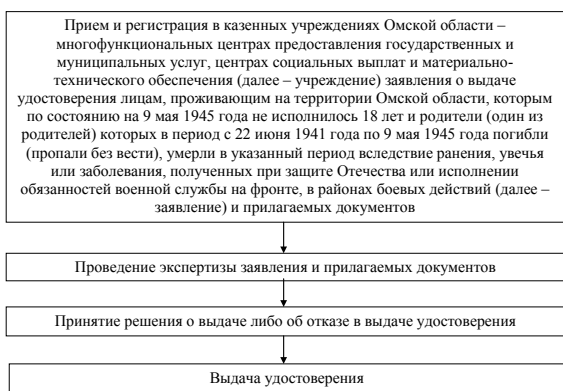 Прием и регистрация в казенных учреждениях Омской области –
многофункциональных центрах предоставления государственных и
муниципальных услуг, центрах социальных выплат и материально-
технического обеспечения (далее – учреждение) заявления о выдаче
удостоверения лицам, проживающим на территории Омской области, которым
по состоянию на 9 мая 1945 года не исполнилось 18 лет и родители (один из
родителей) которых в период с 22 июня 1941 года по 9 мая 1945 года погибли
(пропали без вести), умерли в указанный период вследствие ранения, увечья
или заболевания, полученных при защите Отечества или исполнении
обязанностей военной службы на фронте, в районах боевых действий (далее –
заявление) и прилагаемых документов
Проведение экспертизы заявления и прилагаемых документов
Принятие решения о выдаче либо об отказе в выдаче удостоверения
Выдача удостоверения